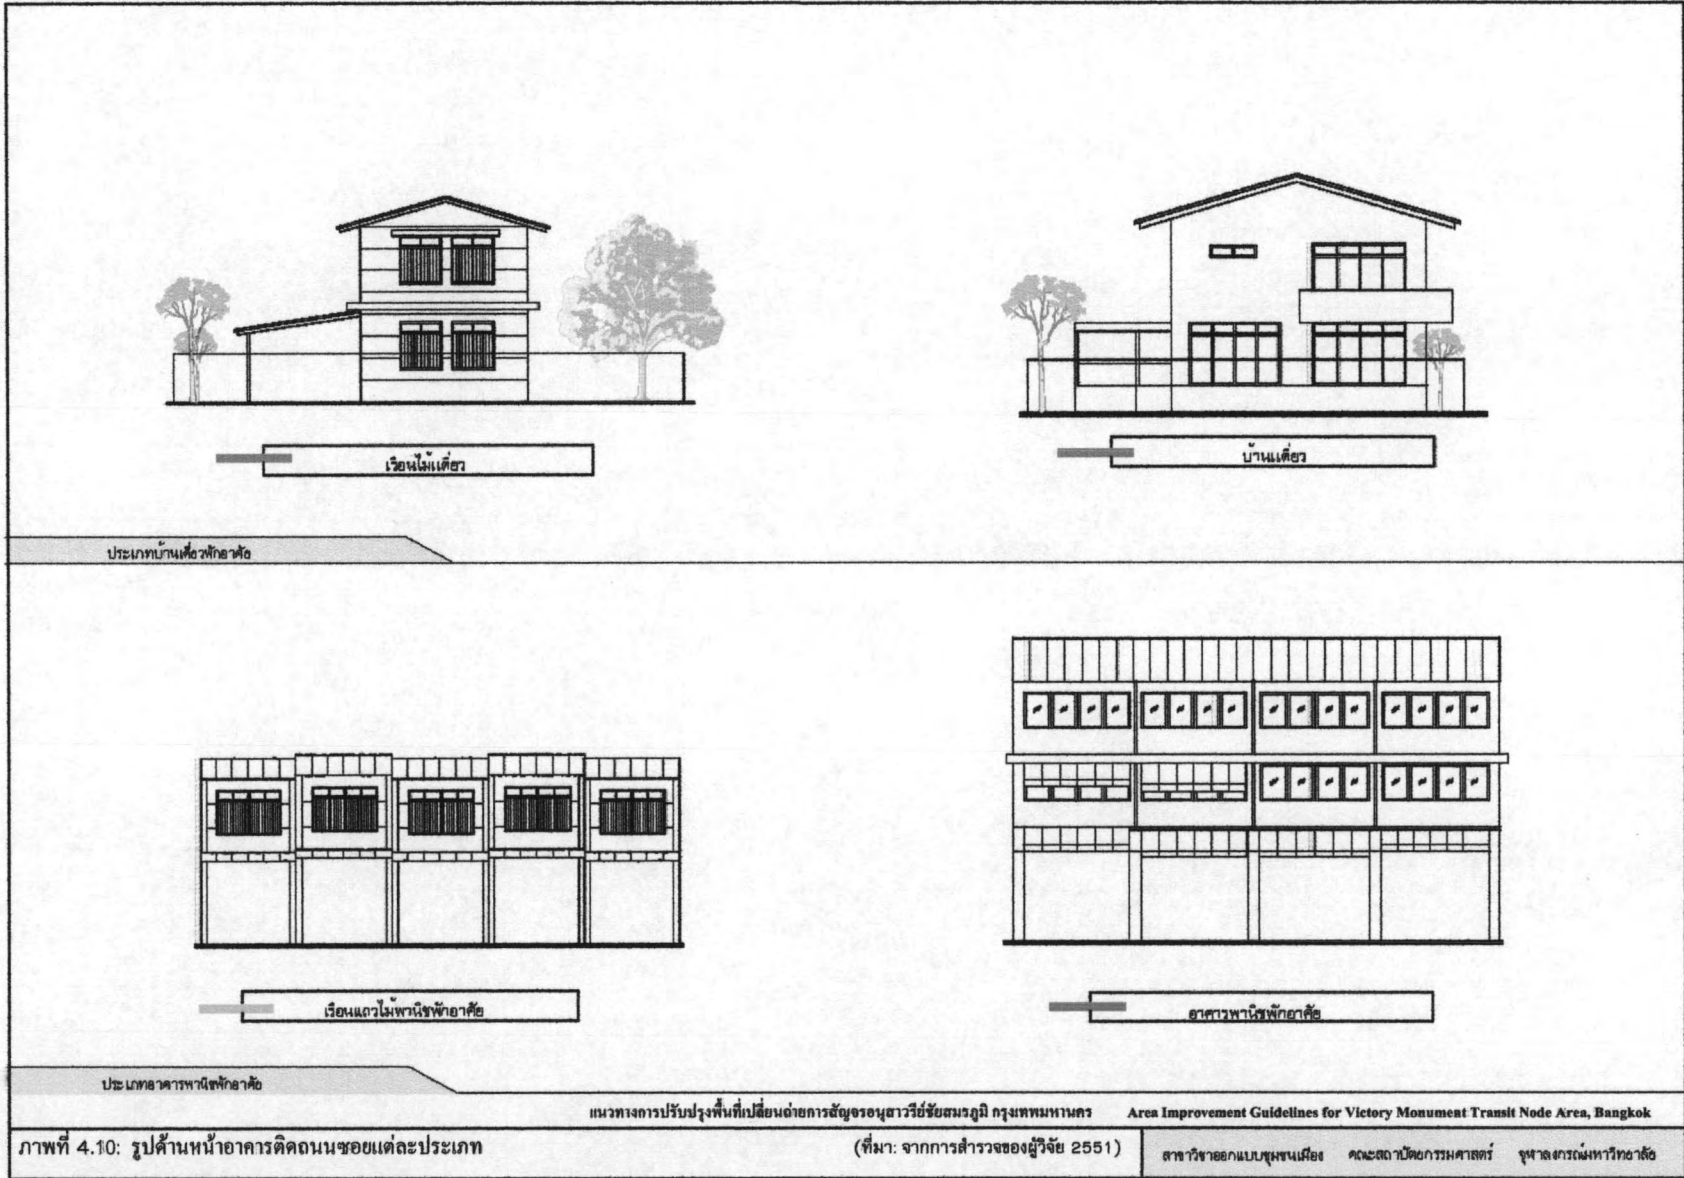 เรือนไม้เดี่ยว
บ้านเดี่ยว
ประเภทบ้านเดี่ยวพักอาศัย
เรือนแถวไม้พานิชพักอาศัย
อาคารพานิชพักอาศัย
ประเภทอาคารพานิชพักอาศัย
แนวทางการปรับปรุงพื้นที่เปลี่ยนถ่ายการสัญจรอนุสาวรีย์ชัยสมรภูมิ กรุงเทพมหานคร Area Improvement Guidelines for Victory Monument Transit Node Area, Bangkok
ภาพที่ 4.10: รูปด้านหน้าอาคารติดถนนซอยแต่ละประเภท (ที่มา: จากการสำรวจของผู้วิจัย 2551) สาขาวิชาออกแบบชุมชนเมือง คณะสถาปัตยกรรมศาสตร์ จุฬาลงกรณ์มหาวิทยาลัย